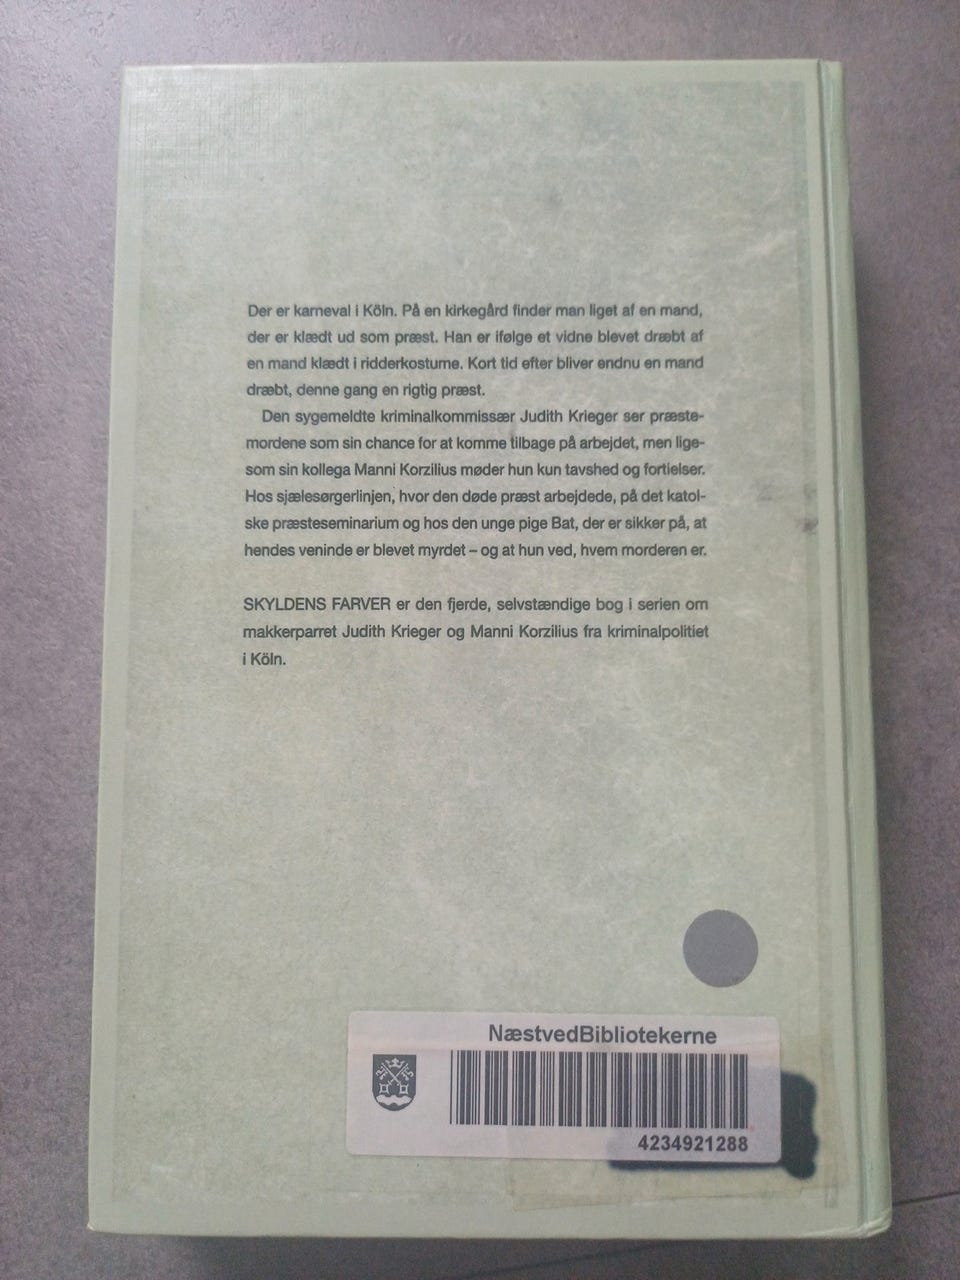 Der er karneval i Köln. På en kirkegård finder man liget af en mand,
der er klædt ud som præst. Han er ifølge et vidne blevet dræbt af
en mand klædt i ridderkostume. Kort tid efter bliver endnu en mand
dræbt, denne gang en rigtig præst.
Den sygemeldte kriminalkommissær Judith Krieger ser præste-
mordene som sin chance for at komme tilbage på arbejdet, men lige-
som sin kollega Manni Korzilius møder hun kun tavshed og fortielser.
Hos sjælesørgerlinjen, hvor den døde præst arbejdede, på det katol-
ske præsteseminarium og hos den unge pige Bat, der er sikker på, at
hendes veninde er blevet myrdet – og at hun ved, hvem morderen er.
SKYLDENS FARVER er den fjerde, selvstændige bog i serien om
makkerparret Judith Krieger og Manni Korzilius fra kriminalpolitiet
i Köln.
NæstvedBibliotekerne
4234921288